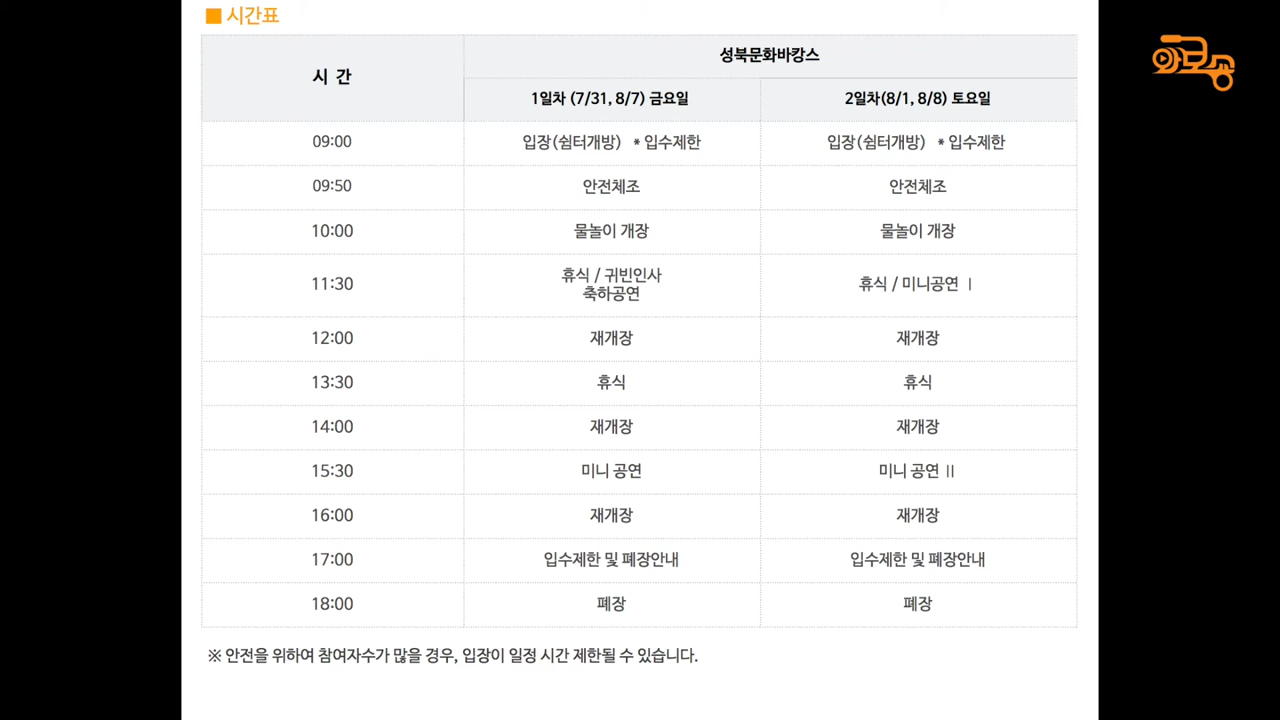 ■ 시간표
시 간
성북문화바캉스
1일차 (7/31, 8/7) 금요일
2일차(8/1, 8/8) 토요일
09:00 입장(쉼터개방) * 입수제한 입장(쉼터개방) * 입수제한
09:50 안전체조 안전체조
10:00 물놀이 개장 물놀이 개장
11:30 휴식 / 귀빈인사 휴식 / 미니공연 Ⅰ
축하공연
12:00 재개장 재개장
13:30 휴식 휴식
14:00 재개장 재개장
15:30 미니 공연 미니 공연 Ⅱ
16:00 재개장 재개장
17:00 입수제한 및 폐장안내 입수제한 및 폐장안내
18:00 폐장 폐장
※ 안전을 위하여 참여자수가 많을 경우, 입장이 일정 시간 제한될 수 있습니다.